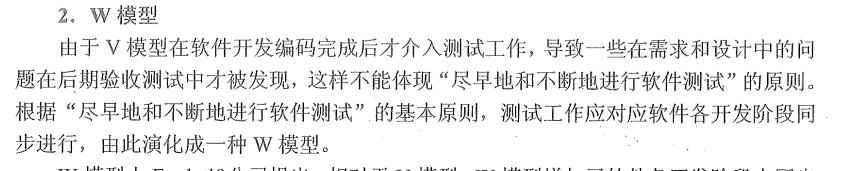 2．W 模型
由于 V 模型在软件开发编码完成后才介入测试工作，导致一些在需求和设计中的问
题在后期验收测试中才被发现，这样不能体现“尽早地和不断地进行软件测试”的原则。
根据“尽早地和不断地进行软件测试”的基本原则，测试工作应对应软件各开发阶段同
步进行，由此演化成一种 W 模型。